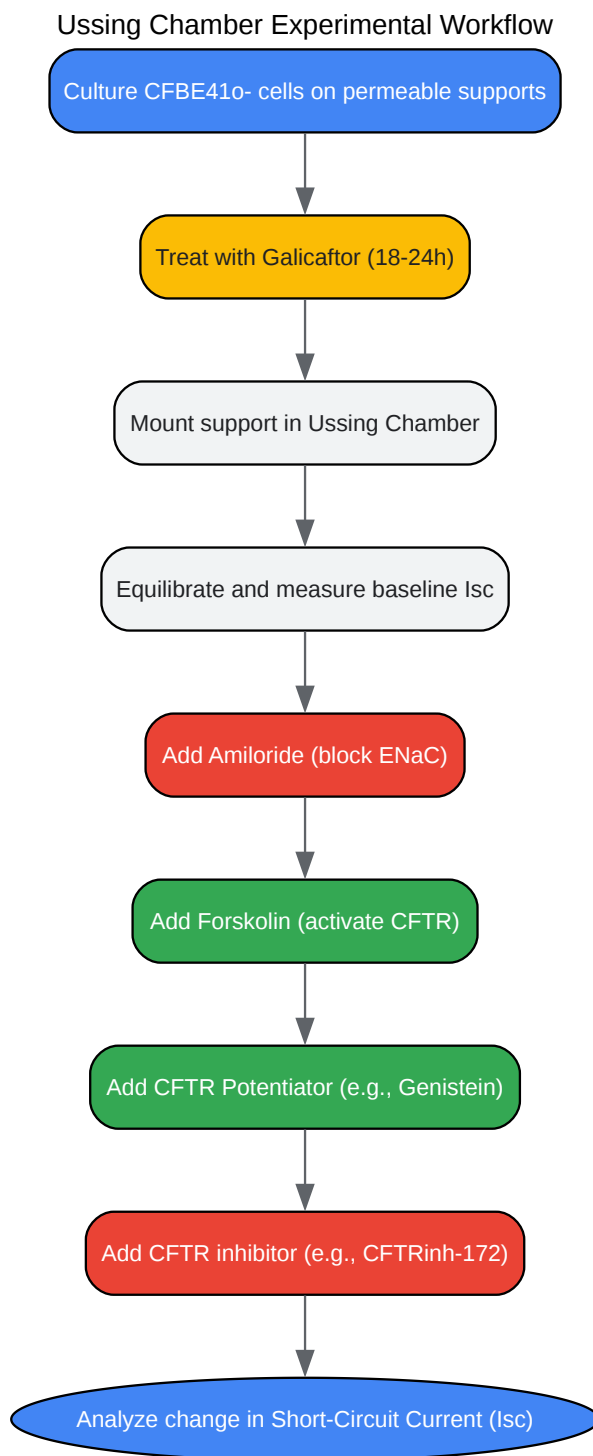 Ussing Chamber Experimental Workflow
Culture CFBE41o- cells on permeable supports
Treat with Galicaftor (18-24h)
Mount support in Ussing Chamber
Equilibrate and measure baseline Isc
Add Amiloride (block ENaC)
Add Forskolin (activate CFTR)
Add CFTR Potentiator (e.g., Genistein)
Add CFTR inhibitor (e.g., CFTRinh-172)
Analyze change in Short-Circuit Current (Isc)